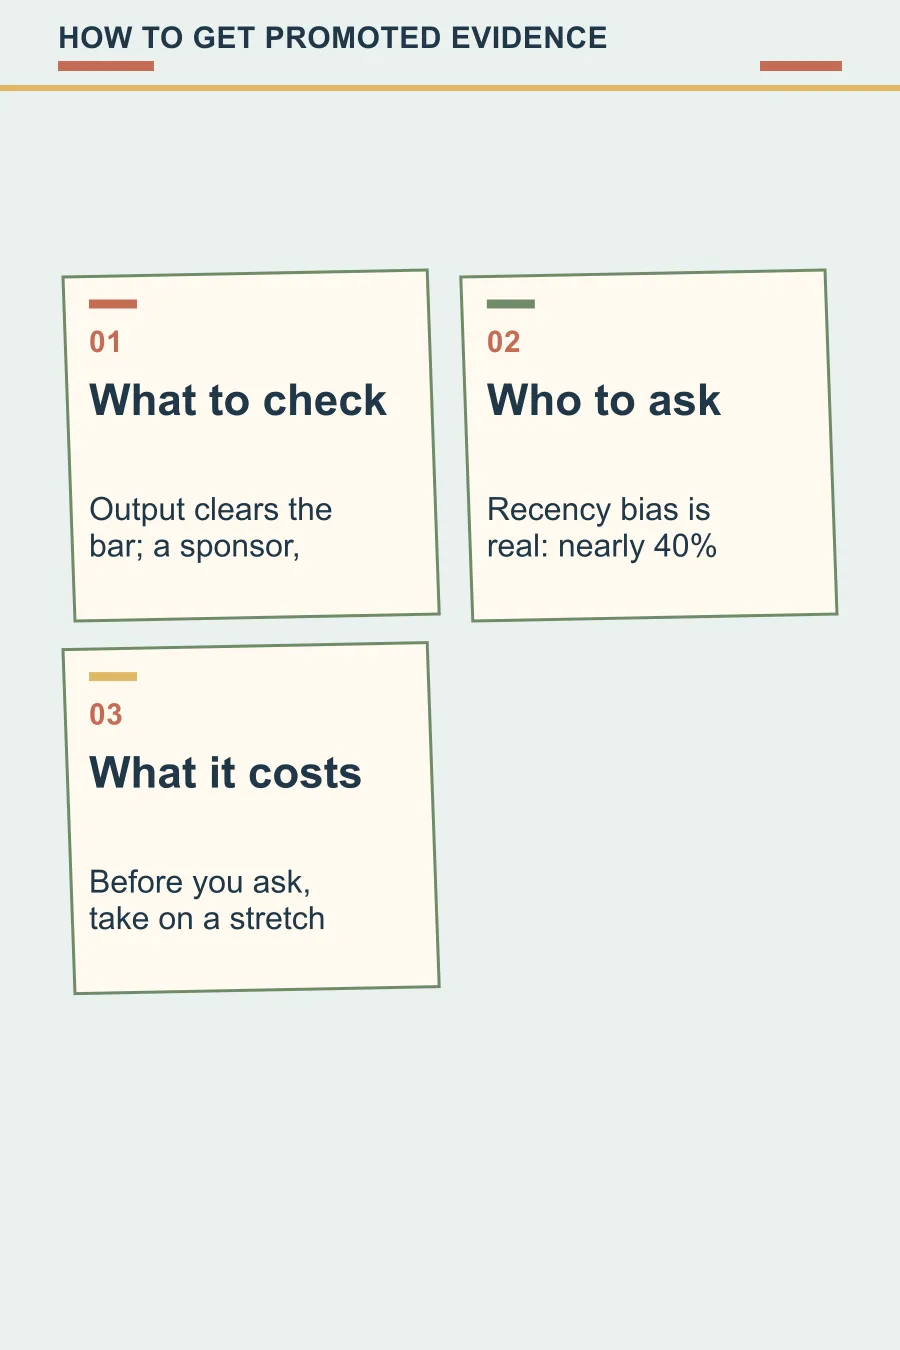 HOW TO GET PROMOTED EVIDENCE
01
What to check
Output clears the
bar; a sponsor,
02
Who to ask
Recency bias is
real: nearly 40%
03
What it costs
Before you ask,
take on a stretch